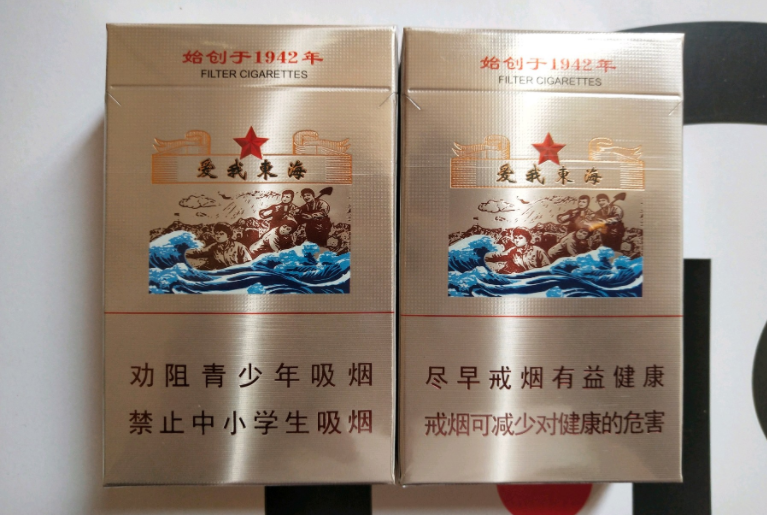 始创于1942年
FILTER CIGARETTES
爱我東海
劝阻青少年吸烟
禁止中小学生吸烟
始创于1942年
FILTER CIGARETTES
爱我東海
尽早戒烟有益健康
戒烟可减少对健康的危害